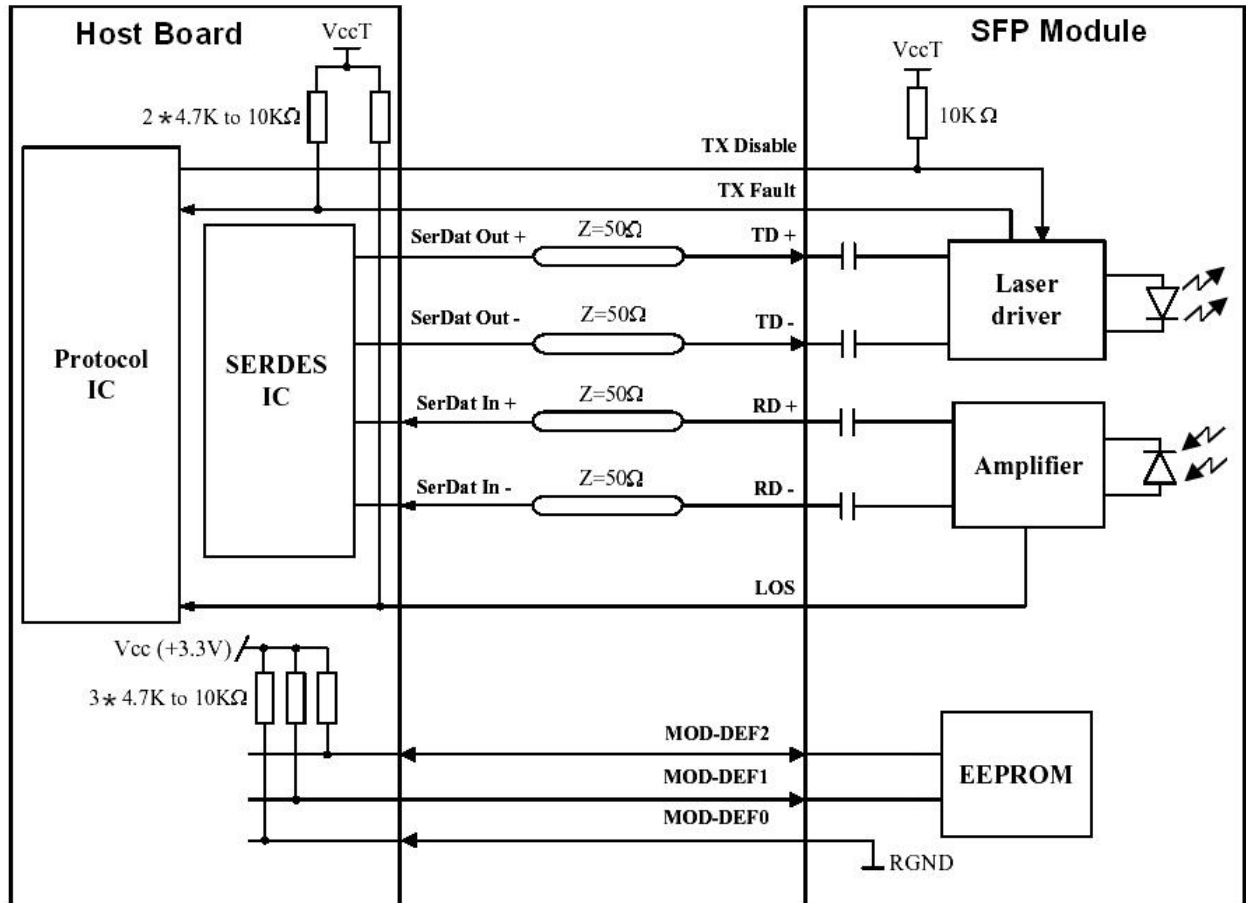 Host Board
SFP Module
VccT
VccT
2*4.7K to 10KΩ
10K Ω
TX Disable
TX Fault
SerDat Out +
Z=50Ω
TD +
Laser
driver
SerDat Out -
Z=50Ω
TD -
Protocol
IC
SERDES
IC
SerDat In +
Z=50Ω
RD +
Amplifier
SerDat In -
Z=50Ω
RD -
LOS
Vcc (+3.3V)
3* 4.7K to 10KΩ
MOD-DEF2
EEPROM
MOD-DEF1
MOD-DEF0
RGND